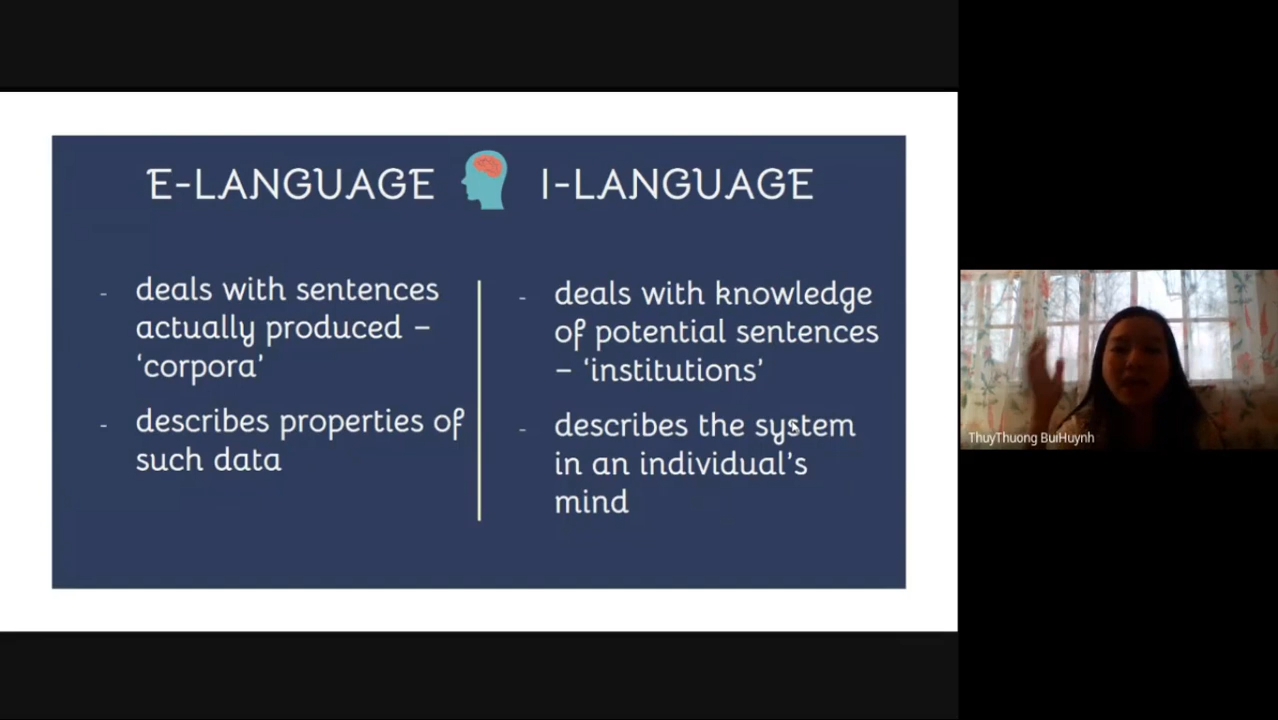 E-LANGUAGE
I-LANGUAGE
- deals with sentences
actually produced –
‘corpora’
- describes properties of
such data
- deals with knowledge
of potential sentences
– ‘institutions’
- describes the system
in an individual’s
mind
ThuyThuong BuiHuynh